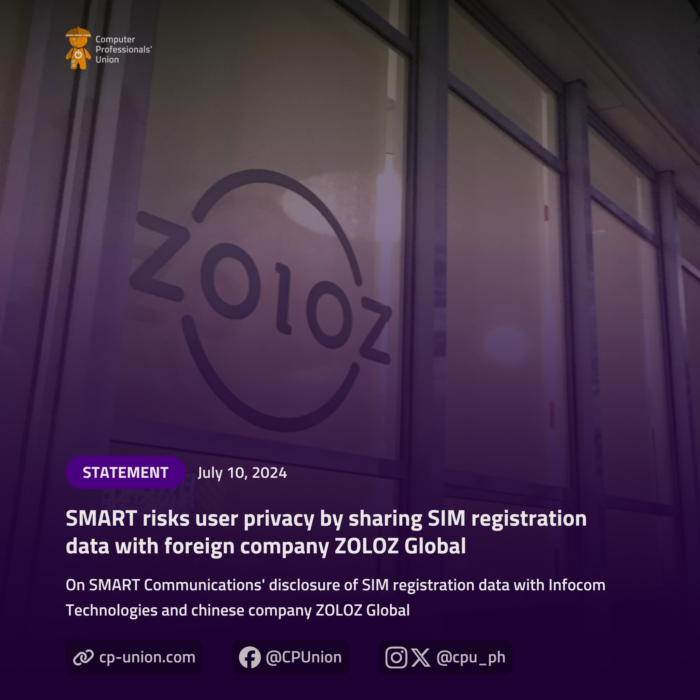 Computer
Professionals'
Union
ZOLOZ
STATEMENT
July 10, 2024
SMART risks user privacy by sharing SIM registration
data with foreign company ZOLOZ Global
On SMART Communications' disclosure of SIM registration data with Infocom
Technologies and chinese company ZOLOZ Global
cp-union.com
@CPUnion
@cpu_ph